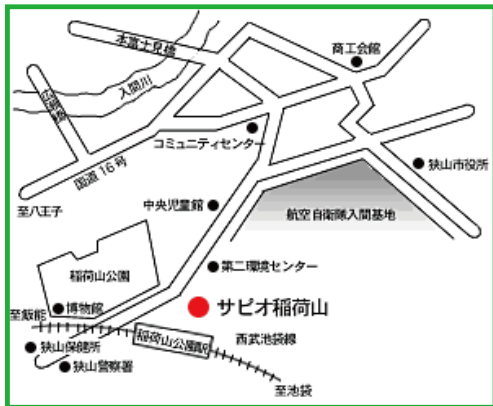 本富士見橋
商工会館
入間川
広瀬橋
コミュニティセンター
国道16号
狭山市役所
至八王子
中央児童館
航空自衛隊入間基地
稲荷山公園
第二環境センター
博物館
サピオ稲荷山
至飯能
稲荷山公園駅
西武池袋線
狭山保健所
狭山警察署
至池袋